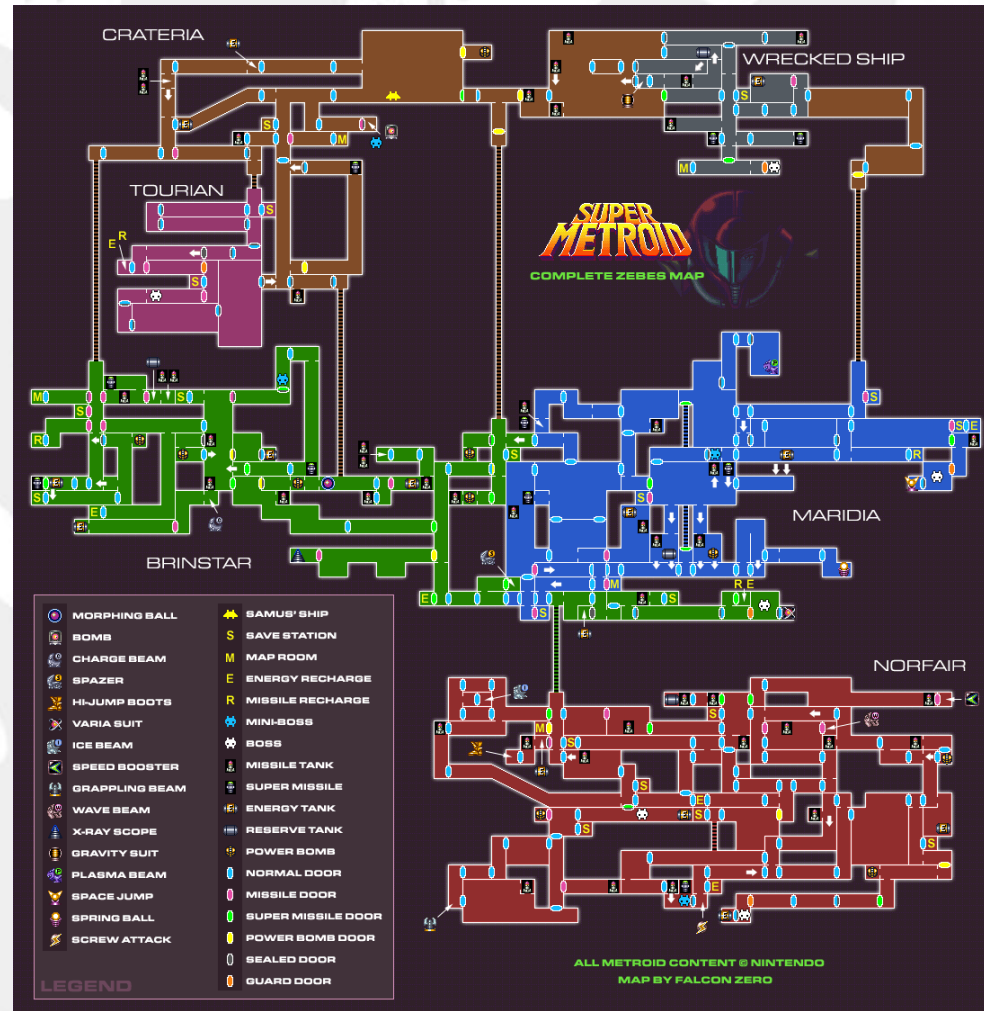 CRATERIA
WRECKED SHIP
TOURIAN
SUPER
METROID
COMPLETE ZEBES MAP
E R
S
S
M
S
M
S
M
S
S
R
S
E
S
S
S
S E
R
S
MARIDIA
BRINSTAR
M
R E
E
S
S
NORFAIR
M
S
S
S
E
S
S
S
E
LEGEND
MORPHING BALL
BOMB
CHARGE BEAM
SPAZER
HI-JUMP BOOTS
VARIA SUIT
ICE BEAM
SPEED BOOSTER
GRAPPLING BEAM
WAVE BEAM
X-RAY SCOPE
GRAVITY SUIT
PLASMA BEAM
SPACE JUMP
SPRING BALL
SCREW ATTACK
SAMUS' SHIP
S SAVE STATION
M MAP ROOM
E ENERGY RECHARGE
R MISSILE RECHARGE
MINI-BOSS
BOSS
MISSILE TANK
SUPER MISSILE
ENERGY TANK
RESERVE TANK
POWER BOMB
NORMAL DOOR
MISSILE DOOR
SUPER MISSILE DOOR
POWER BOMB DOOR
SEALED DOOR
GUARD DOOR
ALL METROID CONTENT © NINTENDO
MAP BY FALCON ZERO